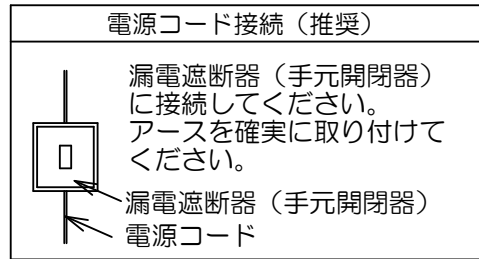 電源コード接続（推奨）
漏電遮断器（手元開閉器）
に接続してください。
アースを確実に取り付けて
ください。
漏電遮断器（手元開閉器）
電源コード